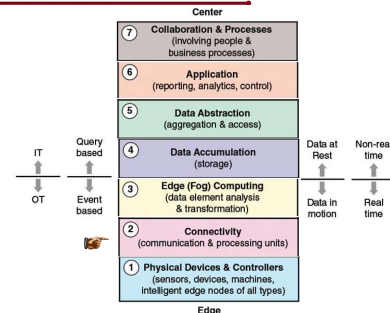 Center
7
Collaboration & Processes
(involving people &
business processes)
6
Application
(reporting, analytics, control)
5
Data Abstraction
(aggregation & access)
4
Data Accumulation
(storage)
3
Edge (Fog) Computing
(data element analysis
& transformation)
2
Connectivity
(communication & processing units)
1
Physical Devices & Controllers
(sensors, devices, machines,
intelligent edge nodes of all types)
Edge
IT
OT
Query
based
Event
based
Data at
Rest
Data in
motion
Non-rea
time
Real
time